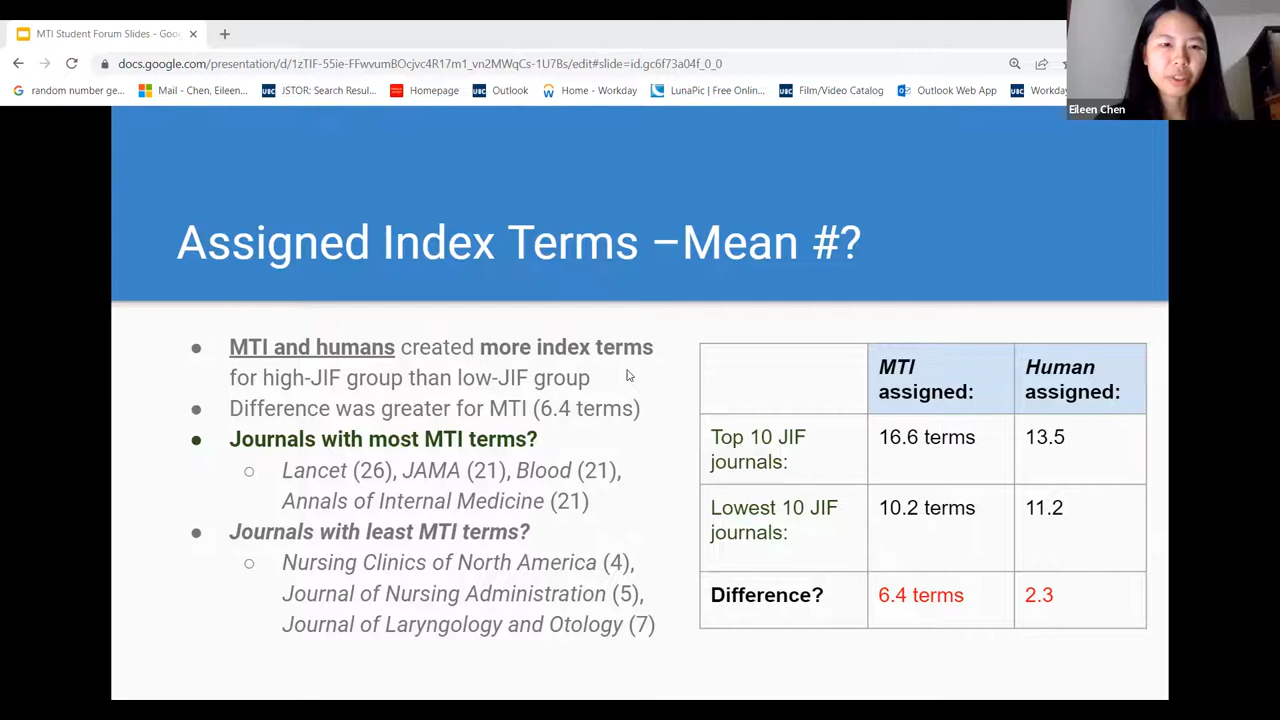 MTI Student Forum Slides - Goo
docs.google.com/presentation/d/1zTIF-55ie-FFwvumBOcjvc4R17m1_vn2MWqCs-1U7Bs/edit#slide=id.gc6f73a04f_0_0
random number ge... Mail - Chen, Eileen... UBC JSTOR: Search Resul... Homepage UBC Outlook Home - Workday LunaPic | Free Onlin... UBC Film/Video Catalog Outlook Web App UBC Workday
Eileen Chen
Assigned Index Terms –Mean #?
● MTI and humans created more index terms
for high-JIF group than low-JIF group
● Difference was greater for MTI (6.4 terms)
● Journals with most MTI terms?
○ Lancet (26), JAMA (21), Blood (21),
Annals of Internal Medicine (21)
● Journals with least MTI terms?
○ Nursing Clinics of North America (4),
Journal of Nursing Administration (5),
Journal of Laryngology and Otology (7)
MTI Human
assigned: assigned:
Top 10 JIF 16.6 terms 13.5
journals:
Lowest 10 JIF 10.2 terms 11.2
journals:
Difference? 6.4 terms 2.3